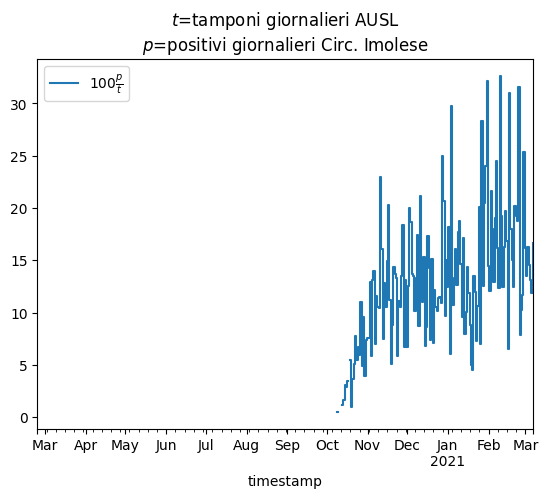 t=tamponi giornalieri AUSL
p=positivi giornalieri Circ. Imolese
100 p/t
30
25
20
15
10
5
0
Mar Apr May Jun Jul Aug Sep Oct Nov Dec Jan Feb Mar
2021
timestamp